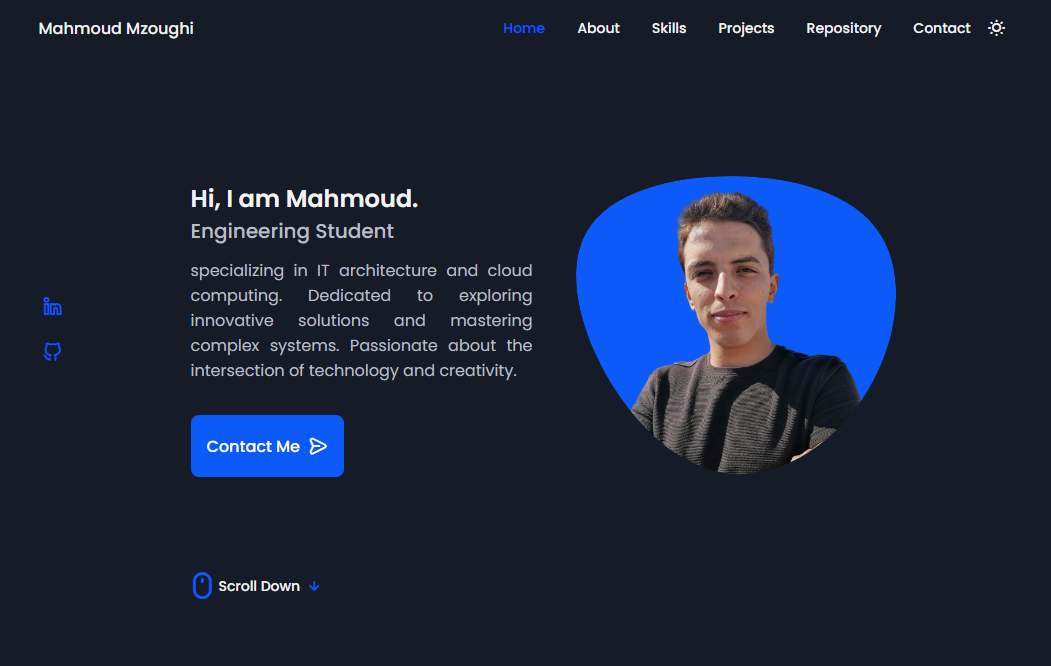 Mahmoud Mzoughi
Home About Skills Projects Repository Contact
Hi, I am Mahmoud.
Engineering Student
specializing in IT architecture and cloud
computing. Dedicated to exploring
innovative solutions and mastering
complex systems. Passionate about the
intersection of technology and creativity.
Contact Me
Scroll Down